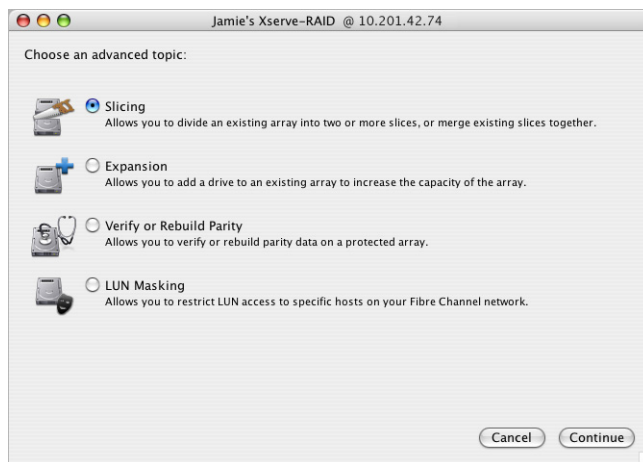 Jamie's Xserve-RAID @ 10.201.42.74
Choose an advanced topic:
Slicing
Allows you to divide an existing array into two or more slices, or merge existing slices together.
Expansion
Allows you to add a drive to an existing array to increase the capacity of the array.
Verify or Rebuild Parity
Allows you to verify or rebuild parity data on a protected array.
LUN Masking
Allows you to restrict LUN access to specific hosts on your Fibre Channel network.
Cancel Continue